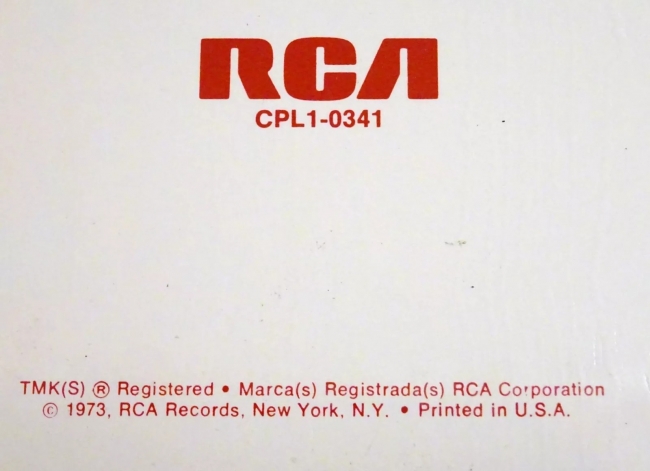 RCA
CPL1-0341
TMK(S) ® Registered • Marca(s) Registrada(s) RCA Corporation
© 1973, RCA Records, New York, N.Y. • Printed in U.S.A.